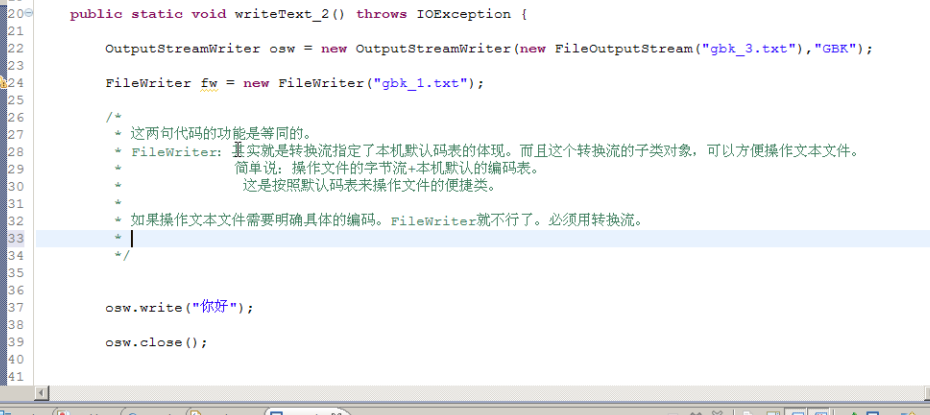 20 public static void writeText_2() throws IOException {
21
22 OutputStreamWriter osw = new OutputStreamWriter(new FileOutputStream("gbk_3.txt"),"GBK");
23
24 FileWriter fw = new FileWriter("gbk_1.txt");
25
26 /*
27 * 这两句代码的功能是等同的。
28 * FileWriter: 其实就是转换流指定了本机默认码表的体现。而且这个转换流的子类对象，可以方便操作文本文件。
29 * 简单说：操作文件的字节流+本机默认的编码表。
30 * 这是按照默认码表来操作文件的便捷类。
31 *
32 * 如果操作文本文件需要明确具体的编码。FileWriter就不行了。必须用转换流。
33 *
34 */
35
36
37 osw.write("你好");
38
39 osw.close();
40
41